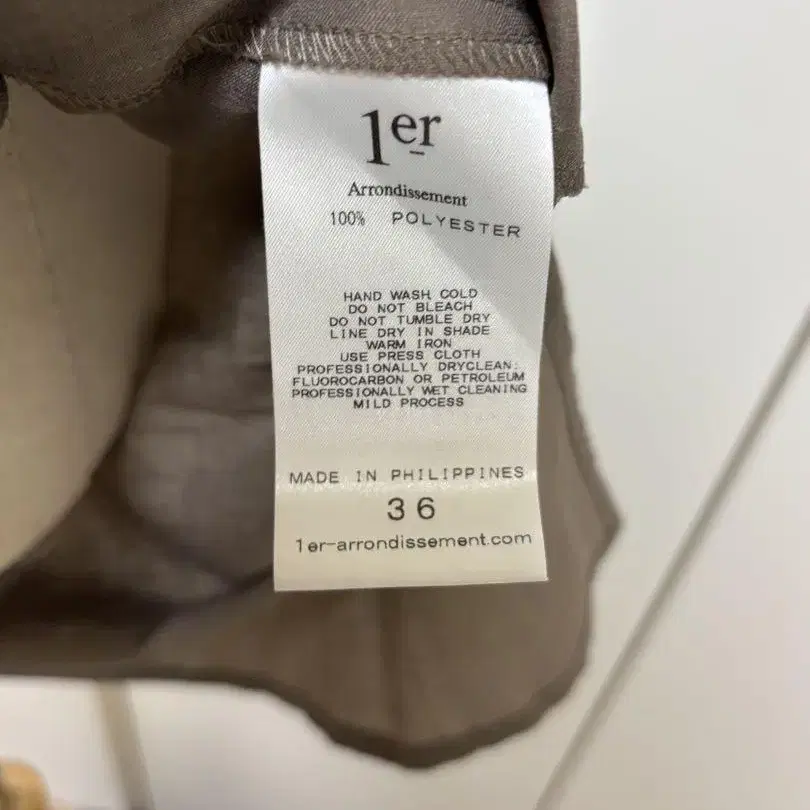 1er
Arrondissement
100% POLYESTER
HAND WASH COLD
DO NOT BLEACH
DO NOT TUMBLE DRY
LINE DRY IN SHADE
WARM IRON
USE PRESS CLOTH
PROFESSIONALLY DRYCLEAN:
FLUOROCARBON OR PETROLEUM
PROFESSIONALLY WET CLEANING
MILD PROCESS
MADE IN PHILIPPINES
36
1er-arrondissement.com